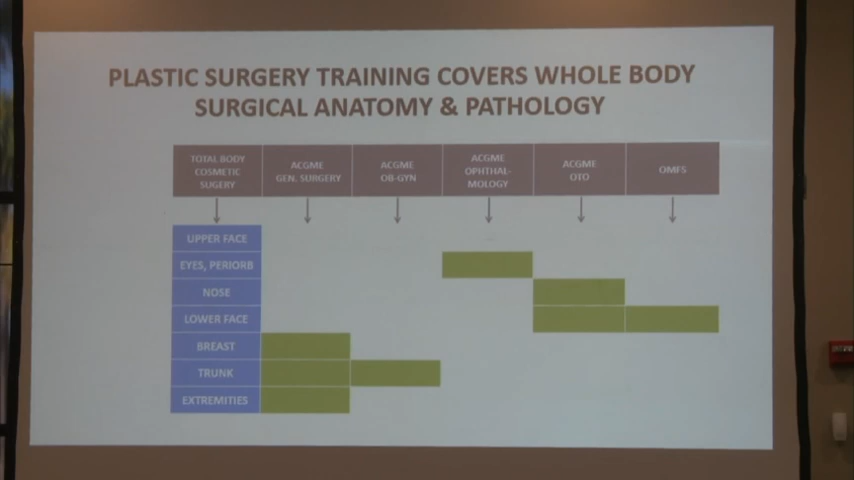 PLASTIC SURGERY TRAINING COVERS WHOLE BODY
SURGICAL ANATOMY & PATHOLOGY
TOTAL BODY
COSMETIC
SUGERY
ACGME
GEN. SURGERY
ACGME
OB-GYN
ACGME
OPHTHAL-
MOLOGY
ACGME
OTO
OMFS
UPPER FACE
EYES, PERIORB
NOSE
LOWER FACE
BREAST
TRUNK
EXTREMITIES